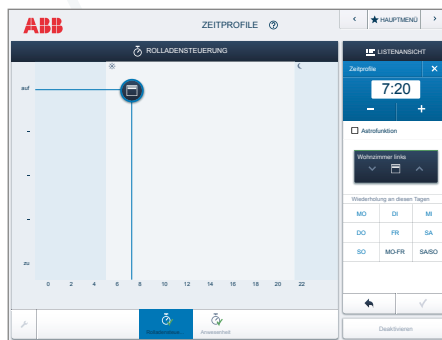 ABB
ZEITPROFILE
HAUPTMENÜ
ROLLADENSTEUERUNG
LISTENANSICHT
Zeitprofile
7:20
auf
Astrofunktion
Wohnzimmer links
Wiederholung an diesen Tagen
MO DI MI
DO FR SA
SO MO-FR SA/SO
zu
0 2 4 6 8 10 12 14 16 18 20 22
Anwesenheit
Deaktivieren